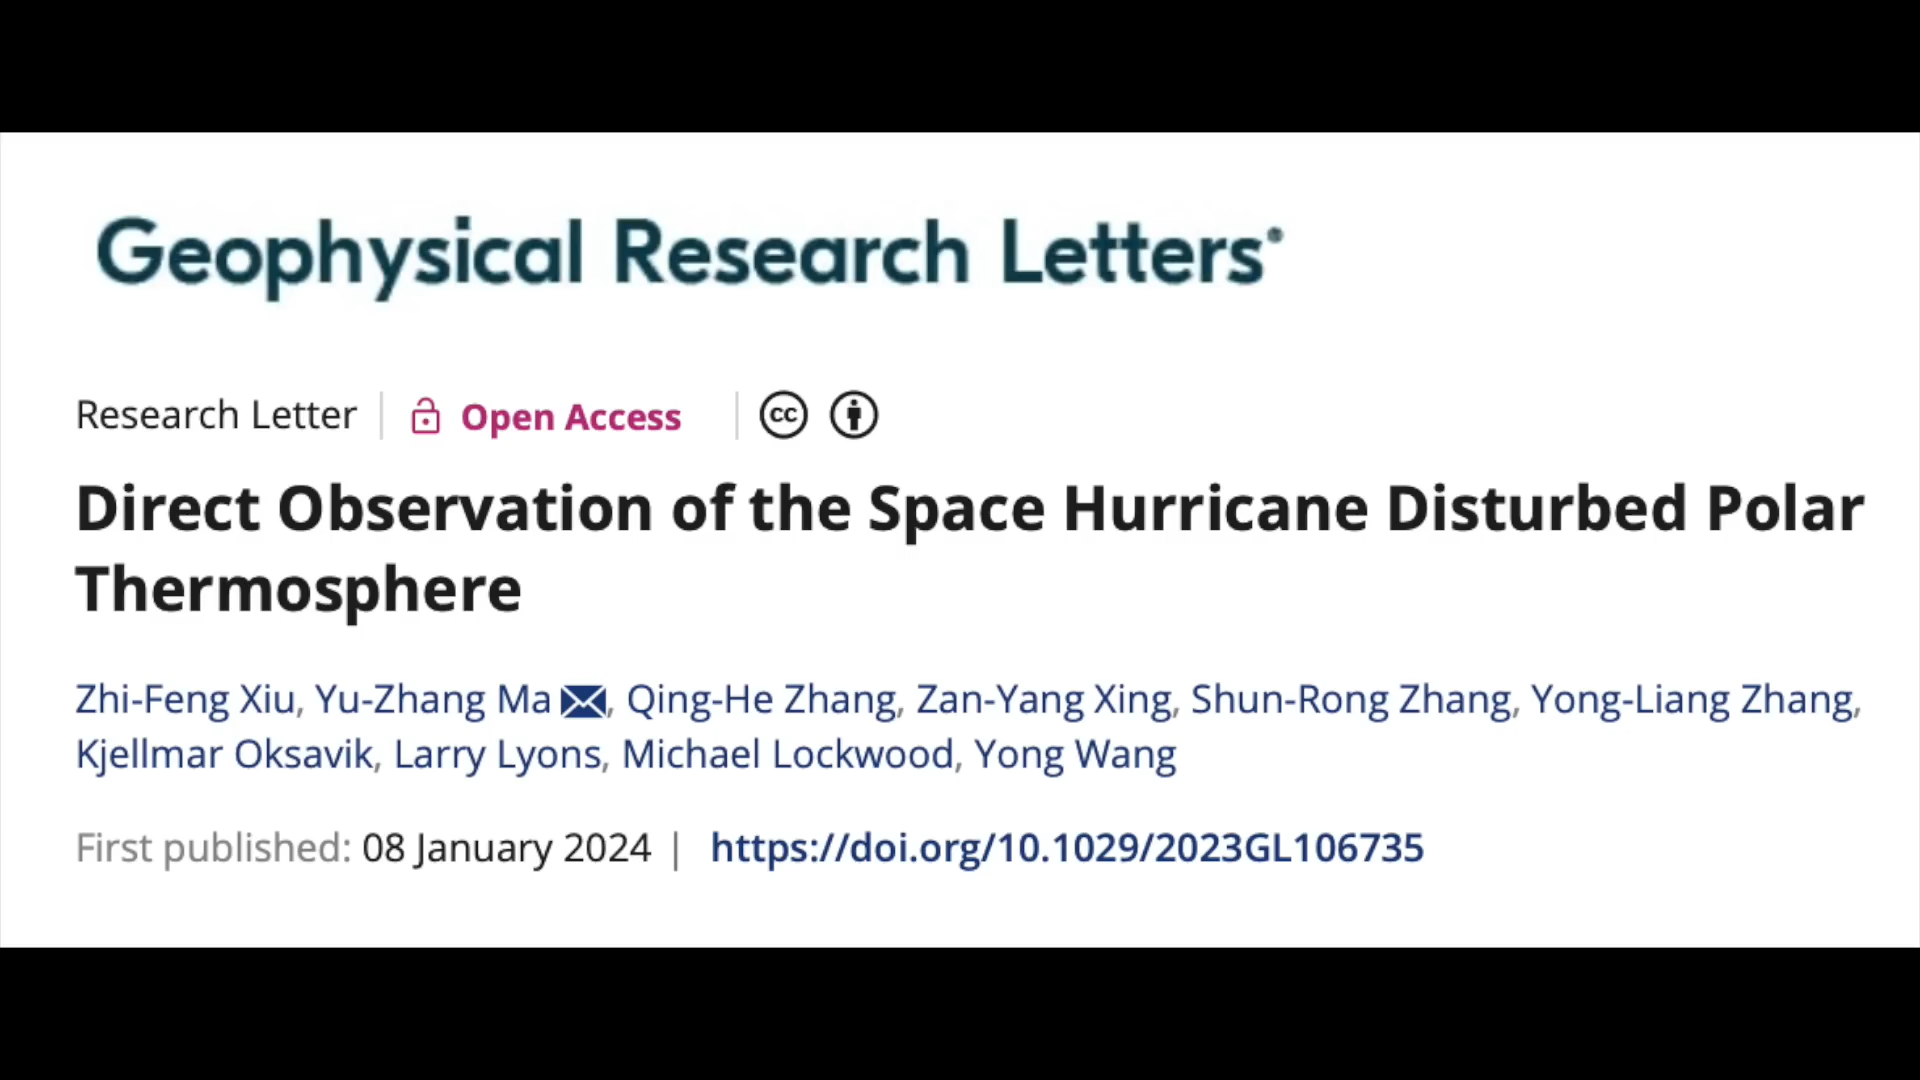 Geophysical Research Letters®
Research Letter | Open Access | cc
Direct Observation of the Space Hurricane Disturbed Polar
Thermosphere
Zhi-Feng Xiu, Yu-Zhang Ma, Qing-He Zhang, Zan-Yang Xing, Shun-Rong Zhang, Yong-Liang Zhang,
Kjellmar Oksavik, Larry Lyons, Michael Lockwood, Yong Wang
First published: 08 January 2024 | https://doi.org/10.1029/2023GL106735